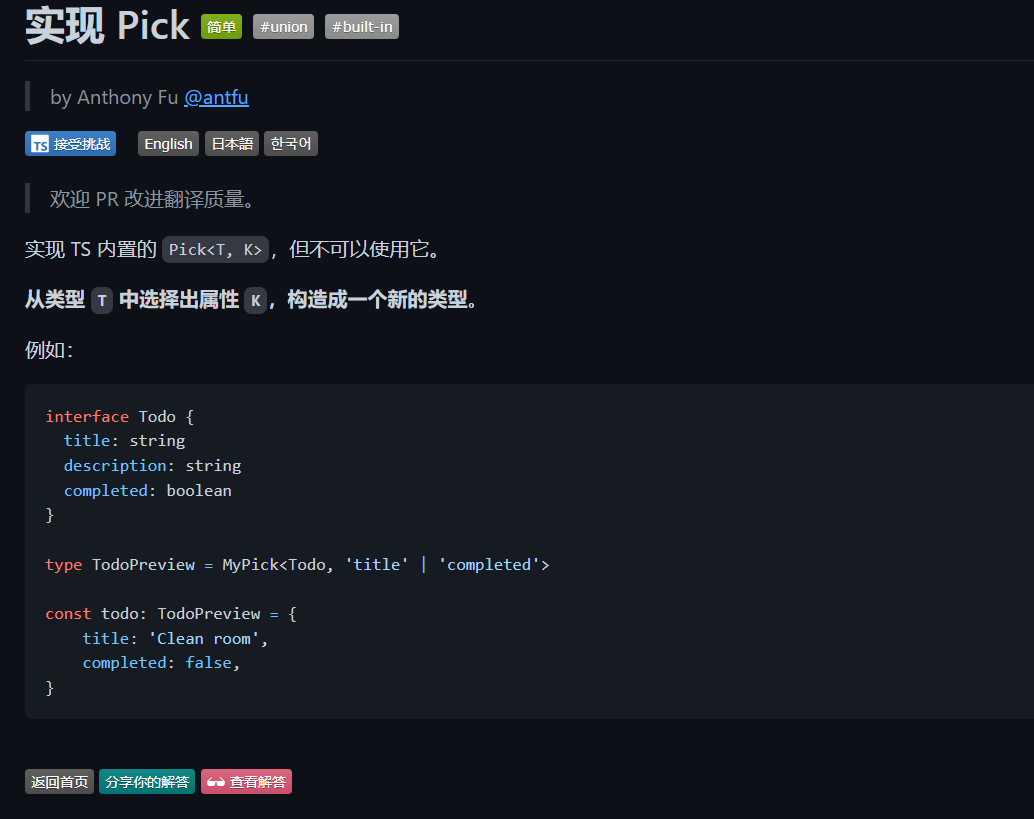 实现 Pick 简单 #union #built-in
by Anthony Fu @antfu
TS 接受挑战 English 日本語 한국어
欢迎 PR 改进翻译质量。
实现 TS 内置的 Pick<T, K>，但不可以使用它。
从类型 T 中选择出属性 K，构造成一个新的类型。
例如：
interface Todo {
  title: string
  description: string
  completed: boolean
}
type TodoPreview = MyPick<Todo, 'title' | 'completed'>
const todo: TodoPreview = {
    title: 'Clean room',
    completed: false,
}
返回首页 分享你的解答 查看解答